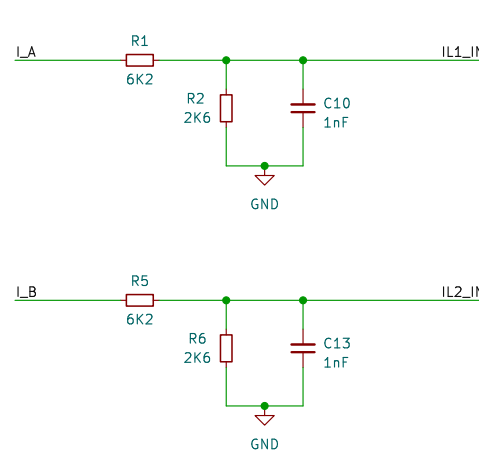 I_A
R1
6K2
IL1_IN
R2
2K6
C10
1nF
GND
I_B
R5
6K2
IL2_IN
R6
2K6
C13
1nF
GND